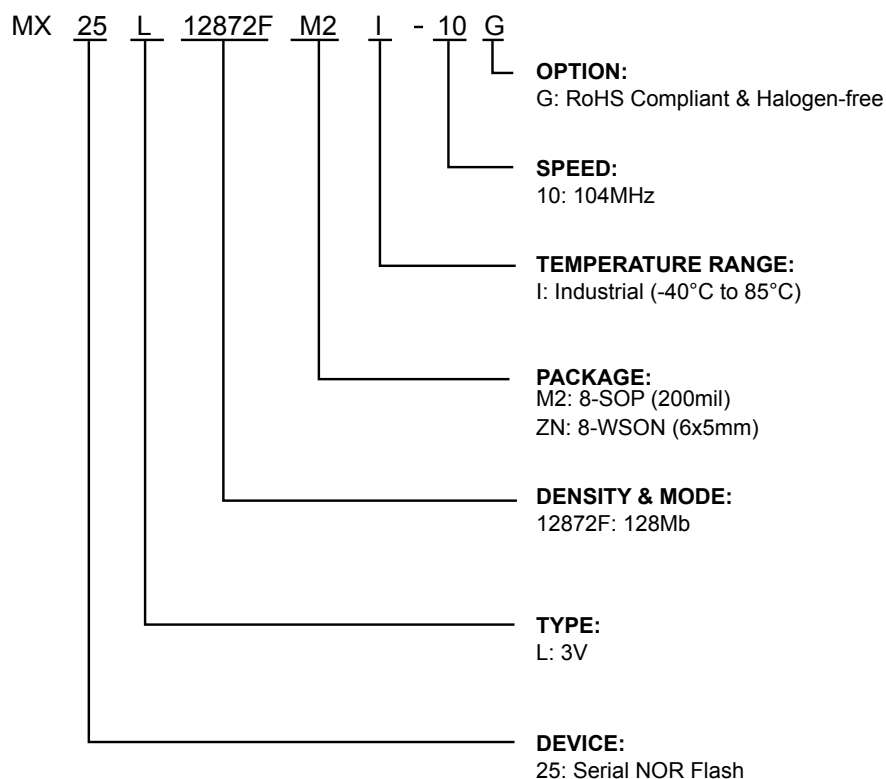 MX 25 L 12872F M2 I - 10 G
OPTION:
G: RoHS Compliant & Halogen-free
SPEED:
10: 104MHz
TEMPERATURE RANGE:
I: Industrial (-40°C to 85°C)
PACKAGE:
M2: 8-SOP (200mil)
ZN: 8-WSON (6x5mm)
DENSITY & MODE:
12872F: 128Mb
TYPE:
L: 3V
DEVICE:
25: Serial NOR Flash